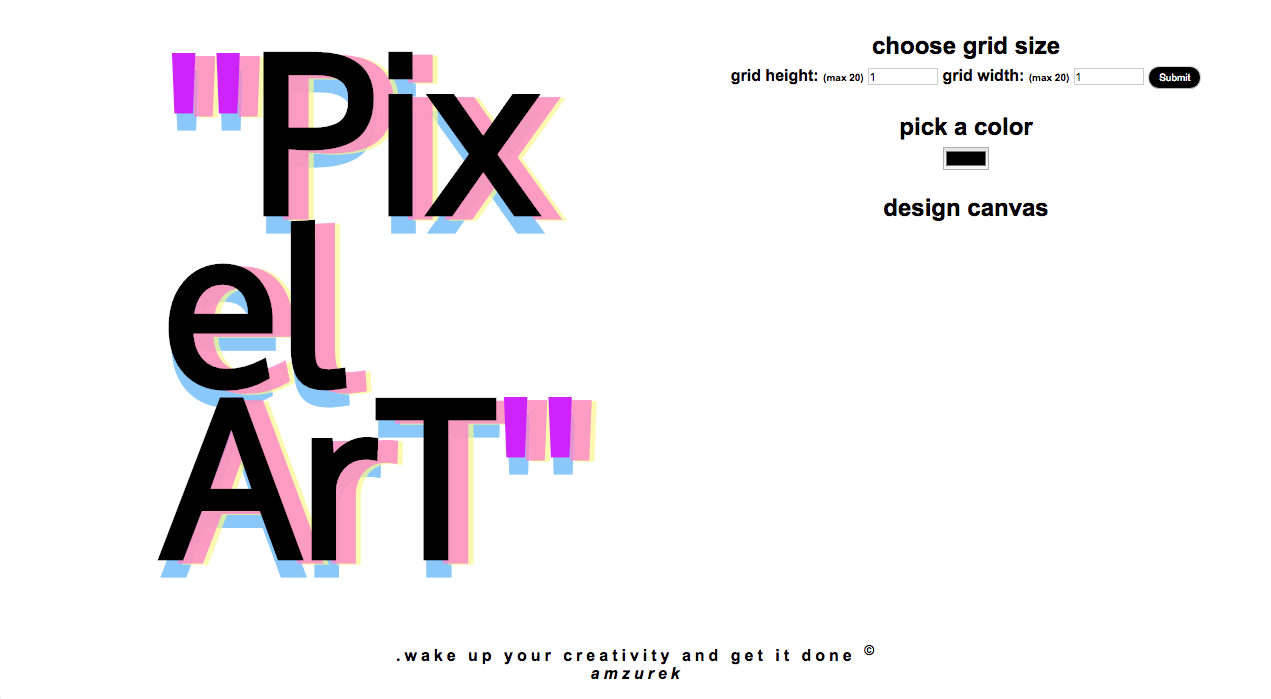 "Pix
el
ArT"
choose grid size
grid height: (max 20) 1 grid width: (max 20) 1 Submit
pick a color
design canvas
.wake up your creativity and get it done ©
amzurek